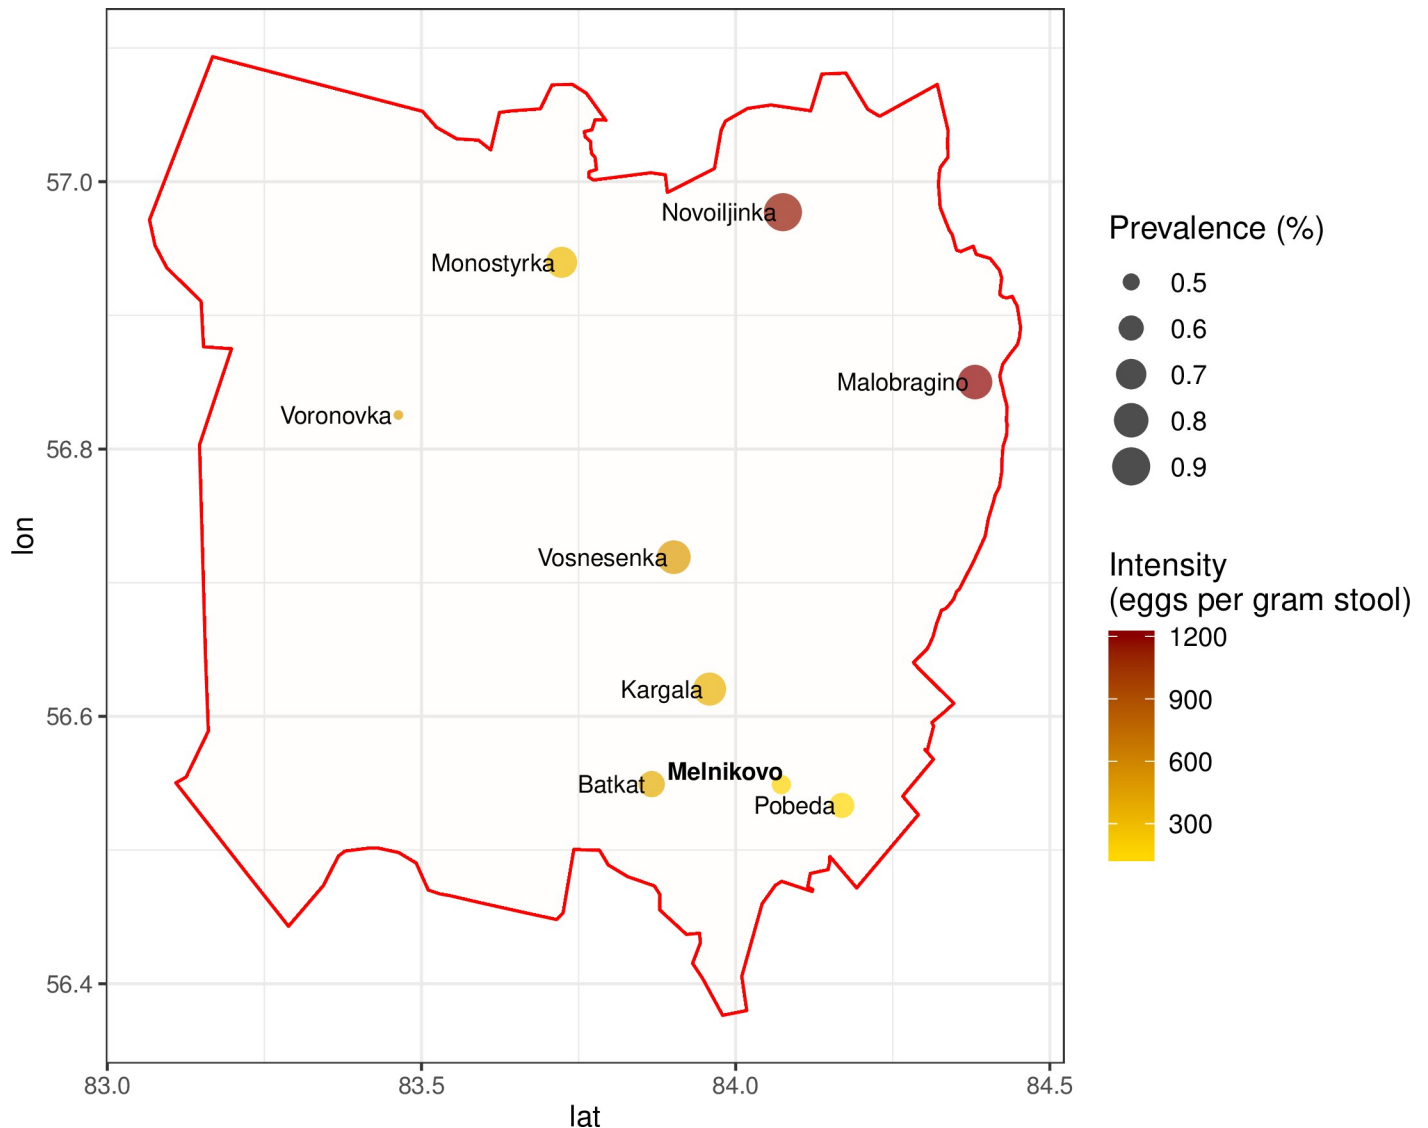 57.0
56.8
56.6
56.4
lon
83.0
83.5
84.0
84.5
lat
Novoiljinka
Monostyrka
Malobragino
Voronovka
Vosnesenka
Kargala
Melnikovo
Batkat
Pobeda
Prevalence (%)
0.5
0.6
0.7
0.8
0.9
Intensity
(eggs per gram stool)
1200
900
600
300